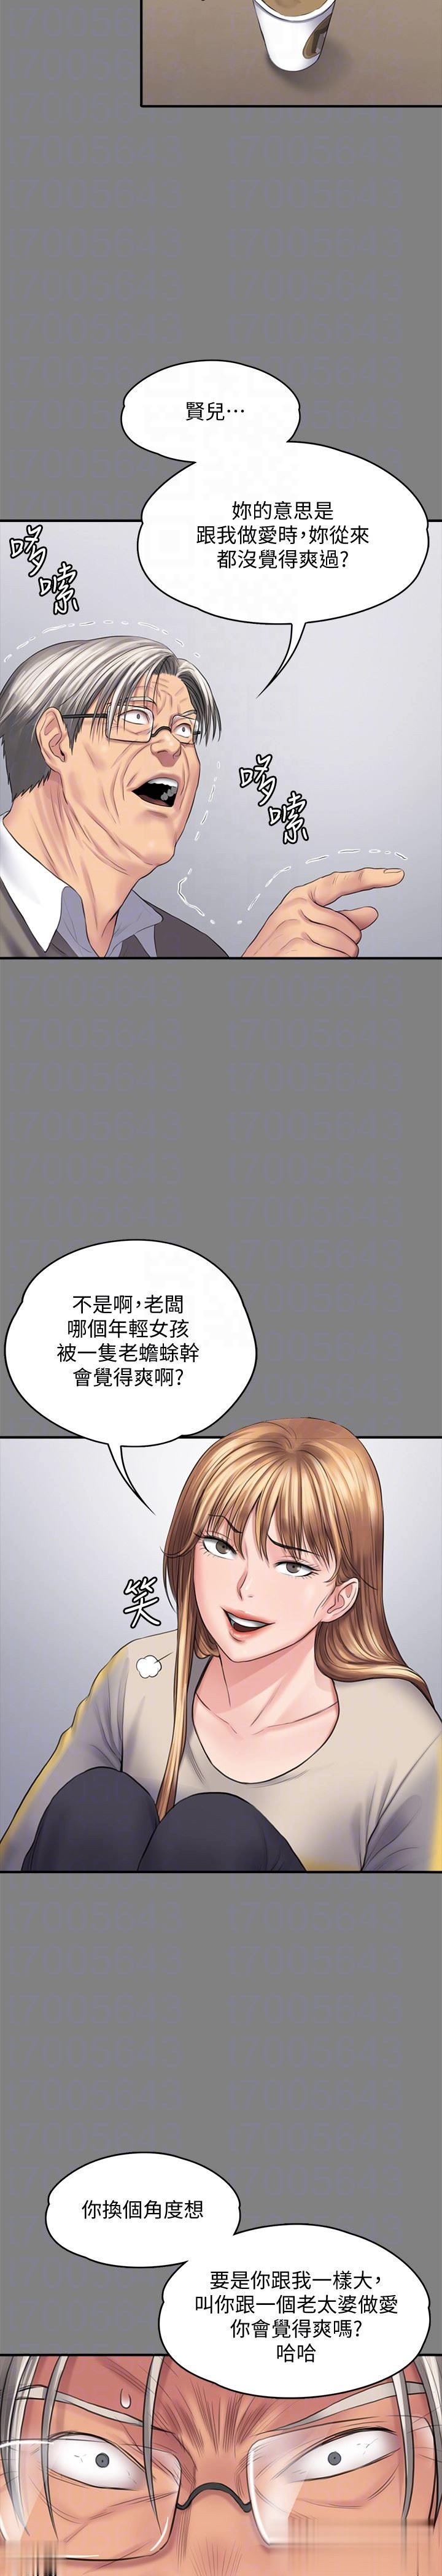 賢兒…
妳的意思是
跟我做愛時,妳從來
都沒覺得爽過?
哆嗦
哆嗦
不是啊,老闆
哪個年輕女孩
被一隻老蟾蜍幹
會覺得爽啊?
笑
你換個角度想
要是你跟我一樣大,
叫你跟一個老太婆做愛
你會覺得爽嗎?
哈哈